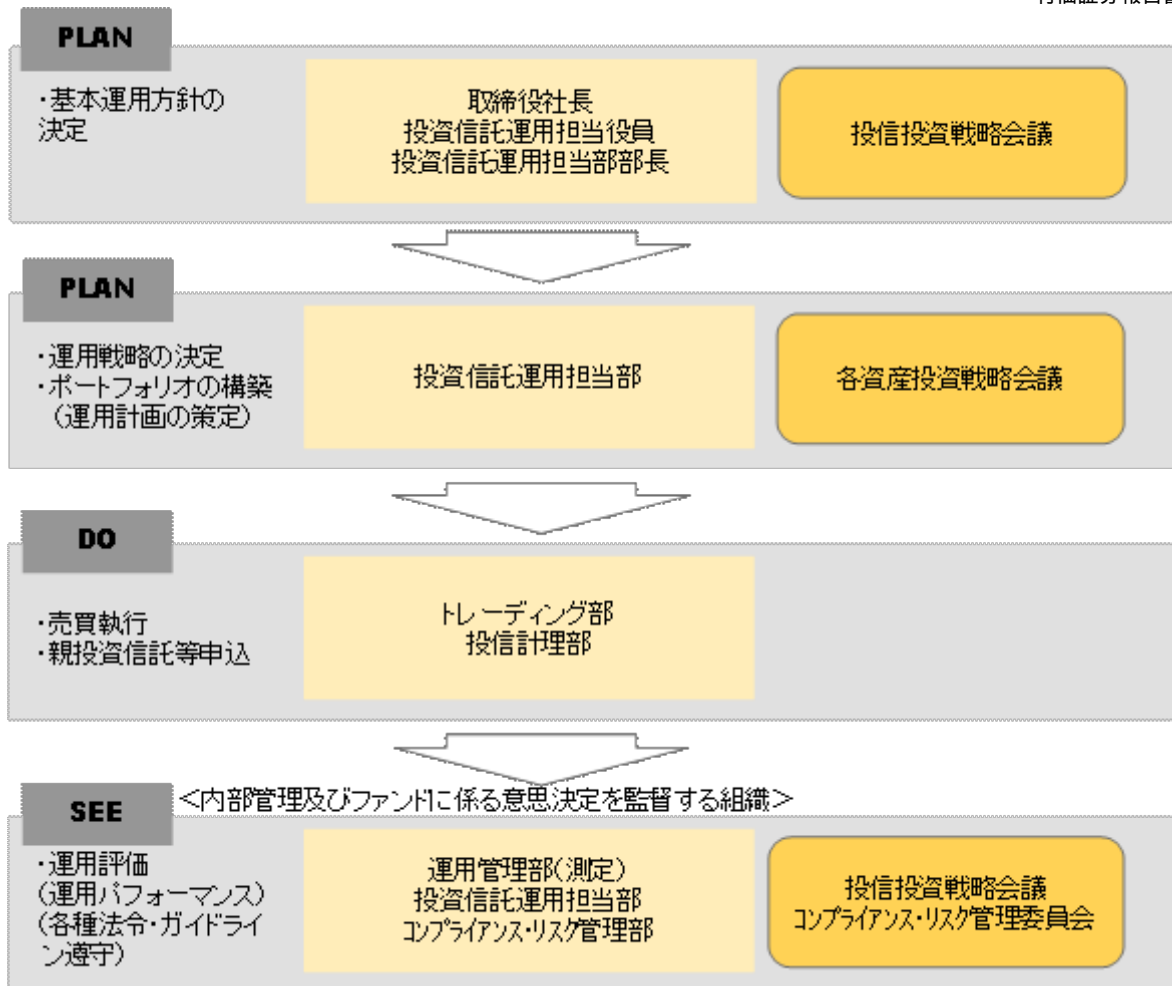 PLAN
・基本運用方針の
決定
取締役社長
投資信託運用担当役員
投資信託運用担当部部長
投信投資戦略会議
PLAN
・運用戦略の決定
・ポートフォリオの構築
(運用計画の策定)
投資信託運用担当部
各資産投資戦略会議
DO
・売買執行
・親投資信託等申込
トレーディング部
投信計理部
SEE
<内部管理及びファンドに係る意思決定を監督する組織>
・運用評価
(運用パフォーマンス)
(各種法令・ガイドライ
ン遵守)
運用管理部(測定)
投資信託運用担当部
コンプライアンス・リスク管理部
投信投資戦略会議
コンプライアンス・リスク管理委員会